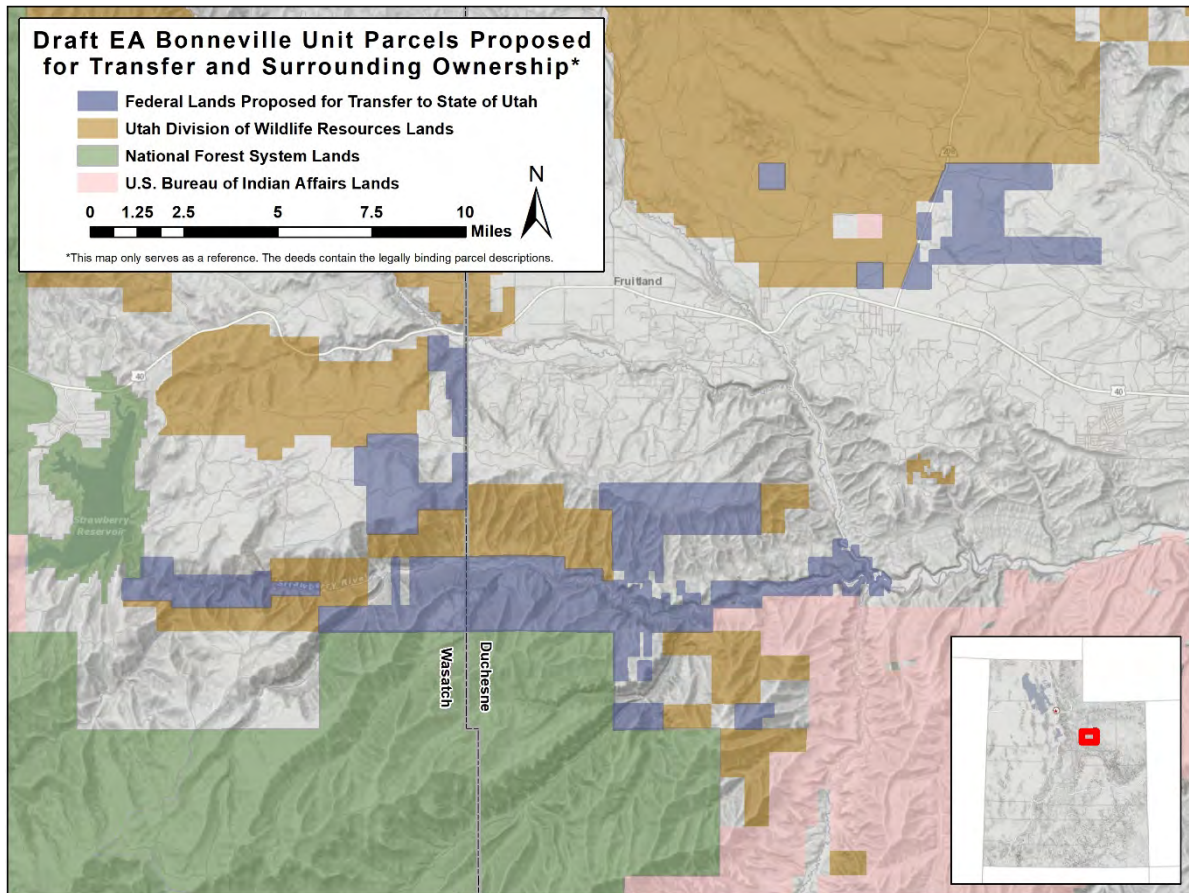 Draft EA Bonneville Unit Parcels Proposed
for Transfer and Surrounding Ownership*
Federal Lands Proposed for Transfer to State of Utah
Utah Division of Wildlife Resources Lands
National Forest System Lands
U.S. Bureau of Indian Affairs Lands
N
0 1.25 2.5 5 7.5 10
Miles
*This map only serves as a reference. The deeds contain the legally binding parcel descriptions.
Fruitland
40
40
Strawberry
Reservoir
Duchesne
Wasatch